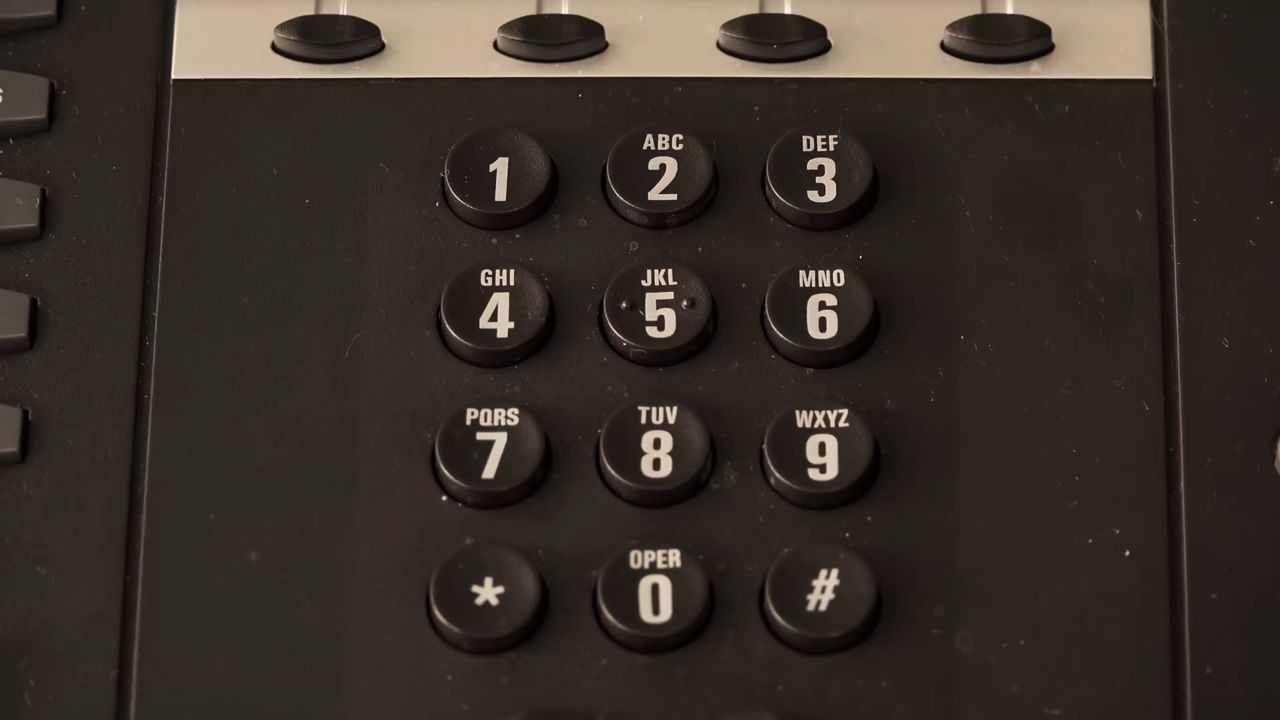 S
1
ABC
2
DEF
3
GHI
4
JKL
5
MNO
6
PQRS
7
TUV
8
WXYZ
9
*
OPER
0
#